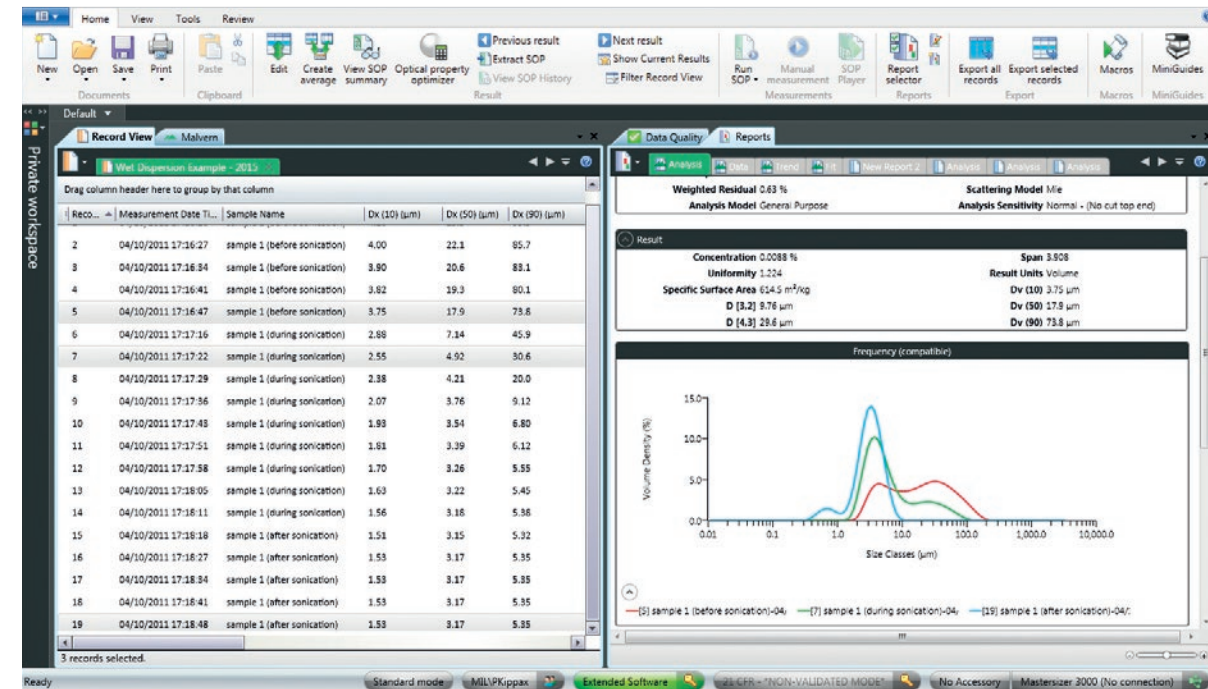 Home View Tools Review
New Open Save Print Paste Edit Create average View SOP summary Optical property optimizer
Previous result
Extract SOP
View SOP History
Next result
Show Current Results
Filter Record View
Run SOP Manual measurement SOP Player Report selector Export all records Export selected records Macros MiniGuides
Documents Clipboard Result Measurements Reports Export Macros MiniGuides
Default
Private workspace
Record View Malvern
Wet Dispersion Example - 2015
Drag column header here to group by that column
Reco... Measurement Date Ti... Sample Name Dx (10) (μm) Dx (50) (μm) Dx (90) (μm)
2 04/10/2011 17:16:27 sample 1 (before sonication) 4.00 22.1 85.7
3 04/10/2011 17:16:34 sample 1 (before sonication) 3.90 20.6 83.1
4 04/10/2011 17:16:41 sample 1 (before sonication) 3.82 19.3 80.1
5 04/10/2011 17:16:47 sample 1 (before sonication) 3.75 17.9 73.8
6 04/10/2011 17:17:16 sample 1 (during sonication) 2.88 7.14 45.9
7 04/10/2011 17:17:22 sample 1 (during sonication) 2.55 4.92 30.6
8 04/10/2011 17:17:29 sample 1 (during sonication) 2.38 4.21 20.0
9 04/10/2011 17:17:36 sample 1 (during sonication) 2.07 3.76 9.12
10 04/10/2011 17:17:43 sample 1 (during sonication) 1.93 3.54 6.80
11 04/10/2011 17:17:51 sample 1 (during sonication) 1.81 3.39 6.12
12 04/10/2011 17:17:58 sample 1 (during sonication) 1.70 3.26 5.55
13 04/10/2011 17:18:05 sample 1 (during sonication) 1.63 3.22 5.45
14 04/10/2011 17:18:11 sample 1 (during sonication) 1.56 3.18 5.38
15 04/10/2011 17:18:18 sample 1 (after sonication) 1.51 3.15 5.32
16 04/10/2011 17:18:27 sample 1 (after sonication) 1.53 3.17 5.35
17 04/10/2011 17:18:34 sample 1 (after sonication) 1.53 3.17 5.35
18 04/10/2011 17:18:41 sample 1 (after sonication) 1.53 3.17 5.35
19 04/10/2011 17:18:48 sample 1 (after sonication) 1.53 3.17 5.35
3 records selected.
Data Quality Reports
Analysis Data Trend Fit New Report 2 Analysis Analysis Analysis
Weighted Residual 0.63 % Scattering Model Mie
Analysis Model General Purpose Analysis Sensitivity Normal - (No cut top end)
Result
Concentration 0.0088 % Span 3.908
Uniformity 1.224 Result Units Volume
Specific Surface Area 614.5 m²/kg Dv (10) 3.75 μm
D [3,2] 9.76 μm Dv (50) 17.9 μm
D [4,3] 29.6 μm Dv (90) 73.8 μm
Frequency (compatible)
Volume Density (%)
15.0
10.0
5.0
0.0
0.01 0.1 1.0 10.0 100.0 1,000.0 10,000.0
Size Classes (μm)
[5] sample 1 (before sonication)-04/ [7] sample 1 (during sonication)-04/ [19] sample 1 (after sonication)-04/
Ready Standard mode MIL\PKippax Extended Software 21 CFR - "NON-VALIDATED MODE" No Accessory Mastersizer 3000 (No connection)